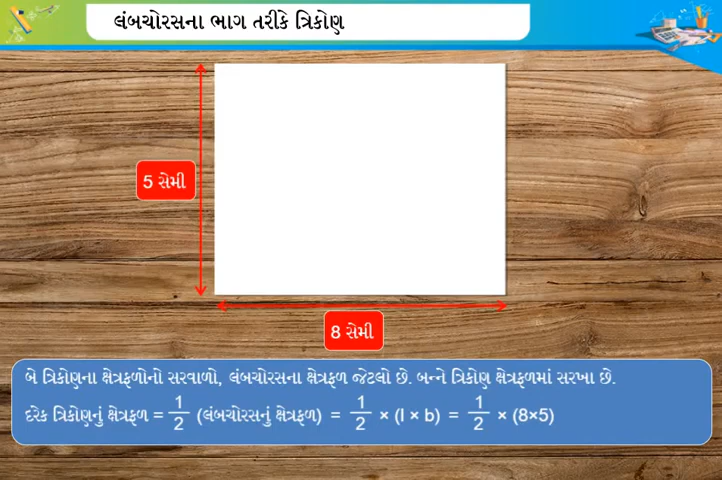 લંબચોરસના ભાગ તરીકે ત્રિકોણ
5 સેમી
8 સેમી
બે ત્રિકોણના ક્ષેત્રફળોનો સરવાળો, લંબચોરસના ક્ષેત્રફળ જેટલો છે. બન્ને ત્રિકોણ ક્ષેત્રફળમાં સરખા છે.
દરેક ત્રિકોણનું ક્ષેત્રફળ = 1/2 (લંબચોરસનું ક્ષેત્રફળ) = 1/2 × (l × b) = 1/2 × (8×5)